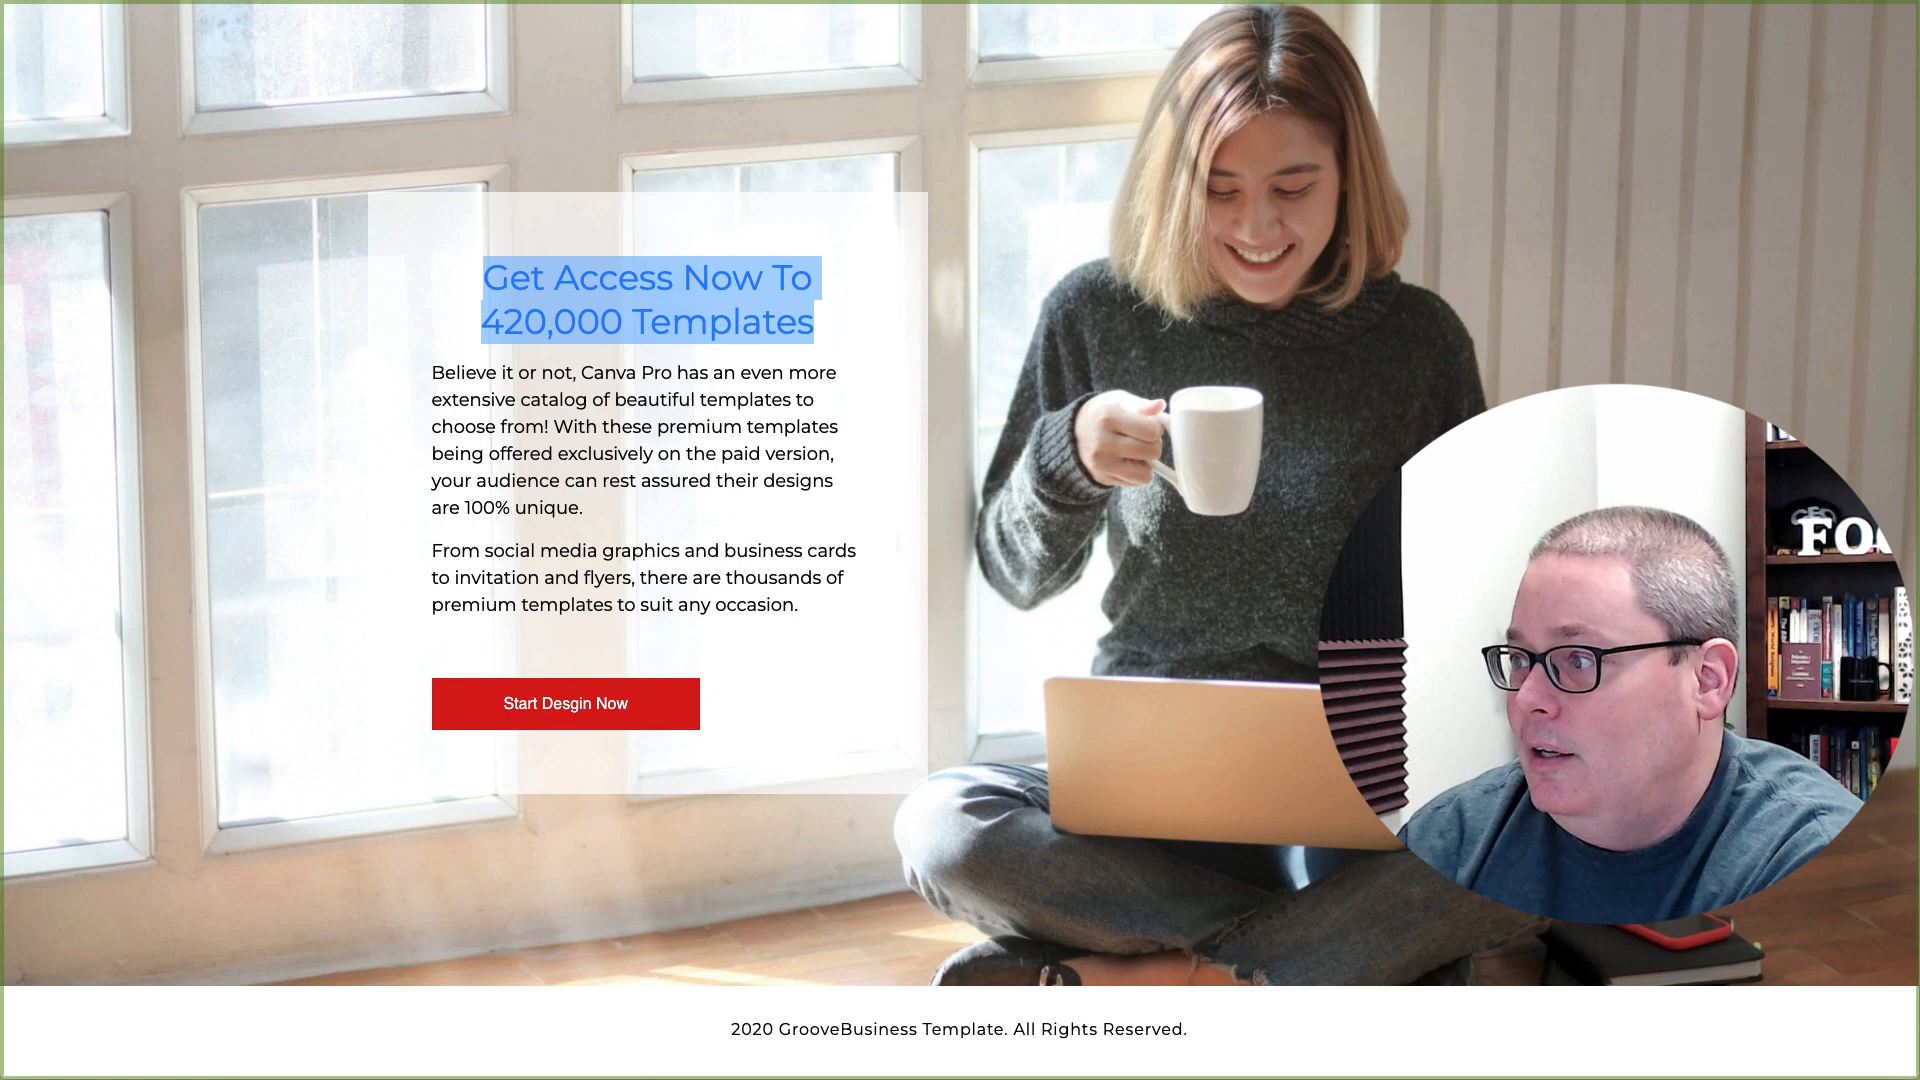 Get Access Now To
420,000 Templates
Believe it or not, Canva Pro has an even more
extensive catalog of beautiful templates to
choose from! With these premium templates
being offered exclusively on the paid version,
your audience can rest assured their designs
are 100% unique.
From social media graphics and business cards
to invitation and flyers, there are thousands of
premium templates to suit any occasion.
Start Desgin Now
FO
2020 GrooveBusiness Template. All Rights Reserved.